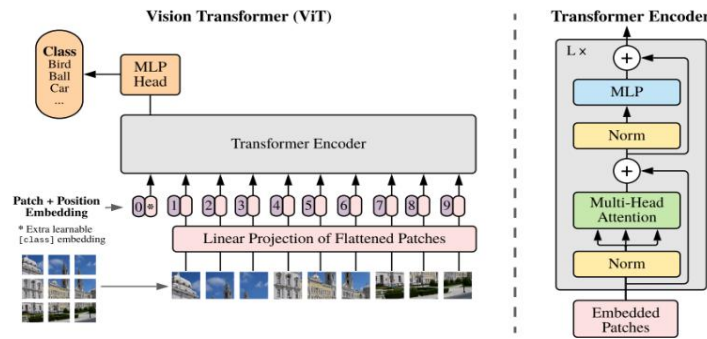 Vision Transformer (ViT)
Class
Bird
Ball
Car
...
MLP
Head
Transformer Encoder
Patch + Position
Embedding
* Extra learnable
[class] embedding
0 * 1 2 3 4 5 6 7 8 9
Linear Projection of Flattened Patches
Transformer Encoder
L ×
+
MLP
Norm
+
Multi-Head
Attention
Norm
Embedded
Patches